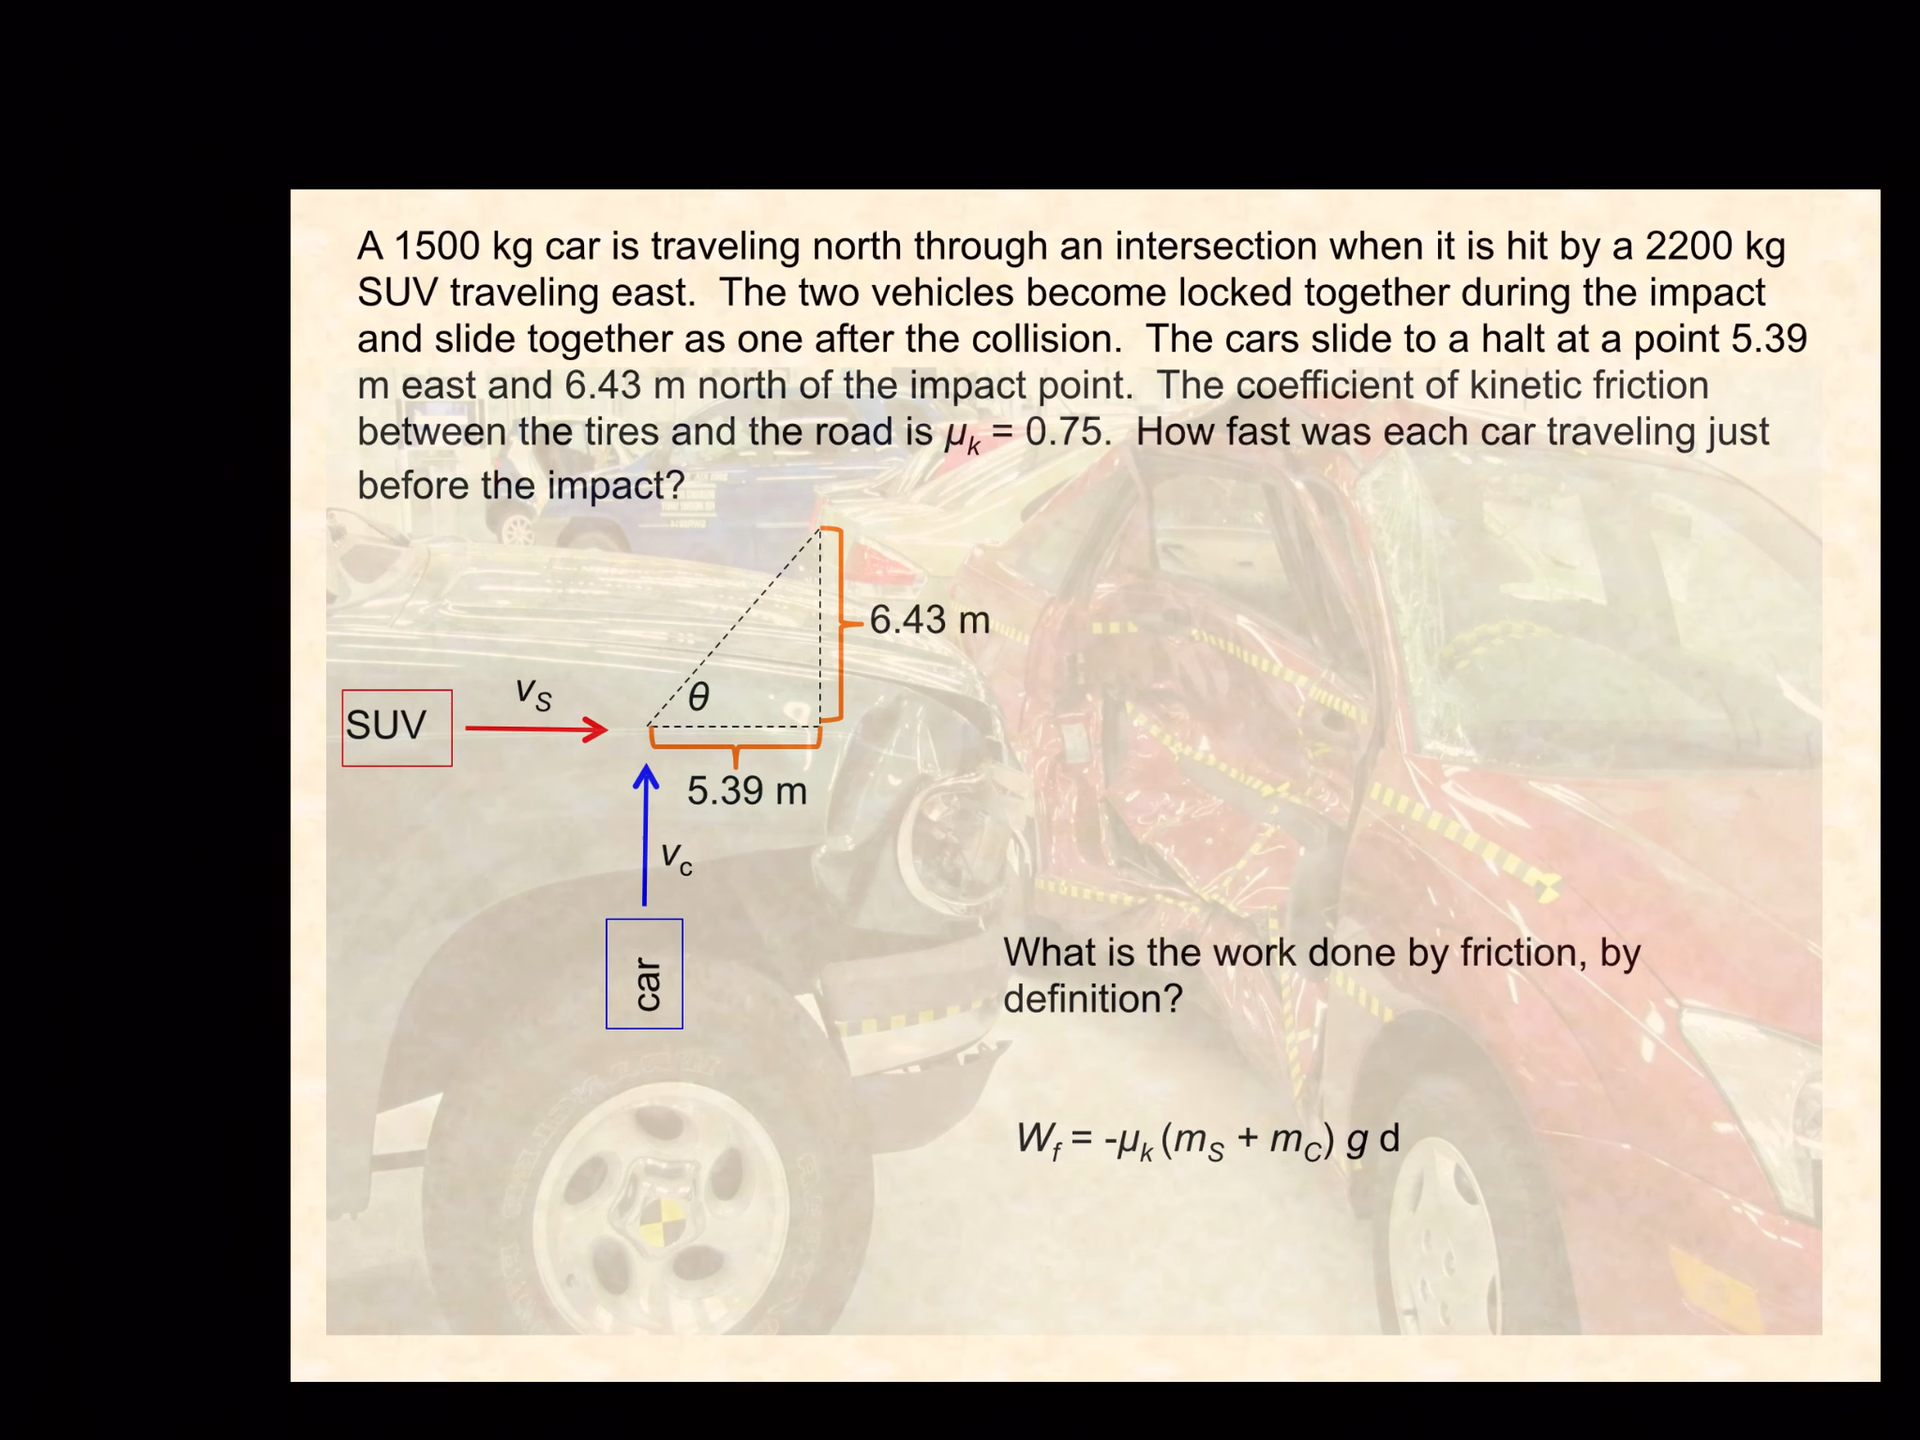 A 1500 kg car is traveling north through an intersection when it is hit by a 2200 kg
SUV traveling east.  The two vehicles become locked together during the impact
and slide together as one after the collision.  The cars slide to a halt at a point 5.39
m east and 6.43 m north of the impact point.  The coefficient of kinetic friction
between the tires and the road is μk = 0.75.  How fast was each car traveling just
before the impact?
6.43 m
θ
vS
SUV
5.39 m
vc
car
What is the work done by friction, by
definition?
Wf = -μk (mS + mC) g d